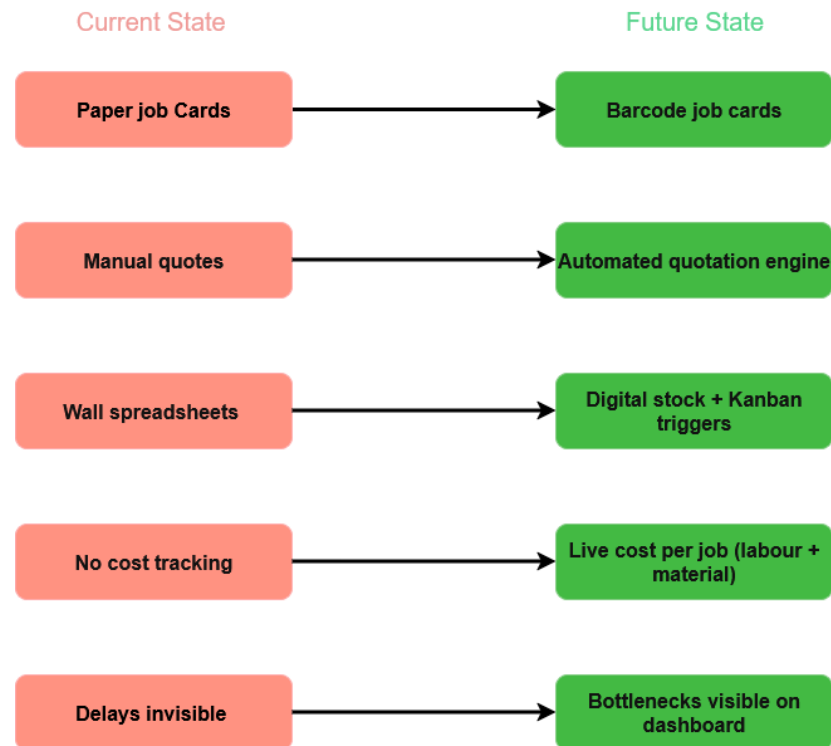 Current State
Future State
Paper job Cards
Barcode job cards
Manual quotes
Automated quotation engine
Wall spreadsheets
Digital stock + Kanban
triggers
No cost tracking
Live cost per job (labour +
material)
Delays invisible
Bottlenecks visible on
dashboard